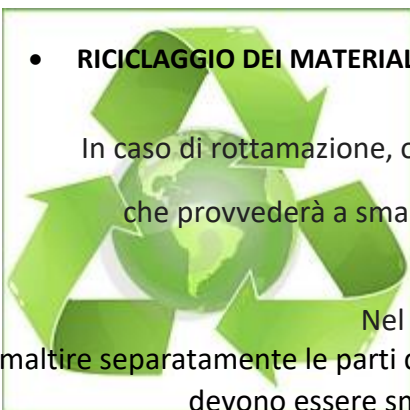 • RICICLAGGIO DEI MATERIAL
In caso di rottamazione,
che provvederà a sma
Nel
maltire separatamente le parti
devono essere sm